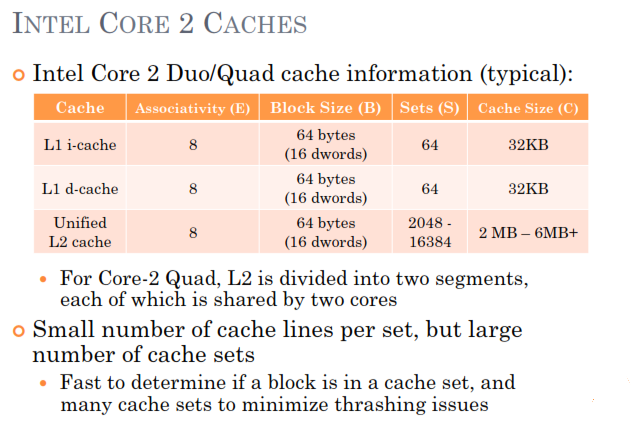 INTEL CORE 2 CACHES
Intel Core 2 Duo/Quad cache information (typical):
Cache Associativity (E) Block Size (B) Sets (S) Cache Size (C)
L1 i-cache 8 64 bytes (16 dwords) 64 32KB
L1 d-cache 8 64 bytes (16 dwords) 64 32KB
Unified L2 cache 8 64 bytes (16 dwords) 2048 - 16384 2 MB – 6MB+
• For Core-2 Quad, L2 is divided into two segments,
each of which is shared by two cores
Small number of cache lines per set, but large
number of cache sets
• Fast to determine if a block is in a cache set, and
many cache sets to minimize thrashing issues